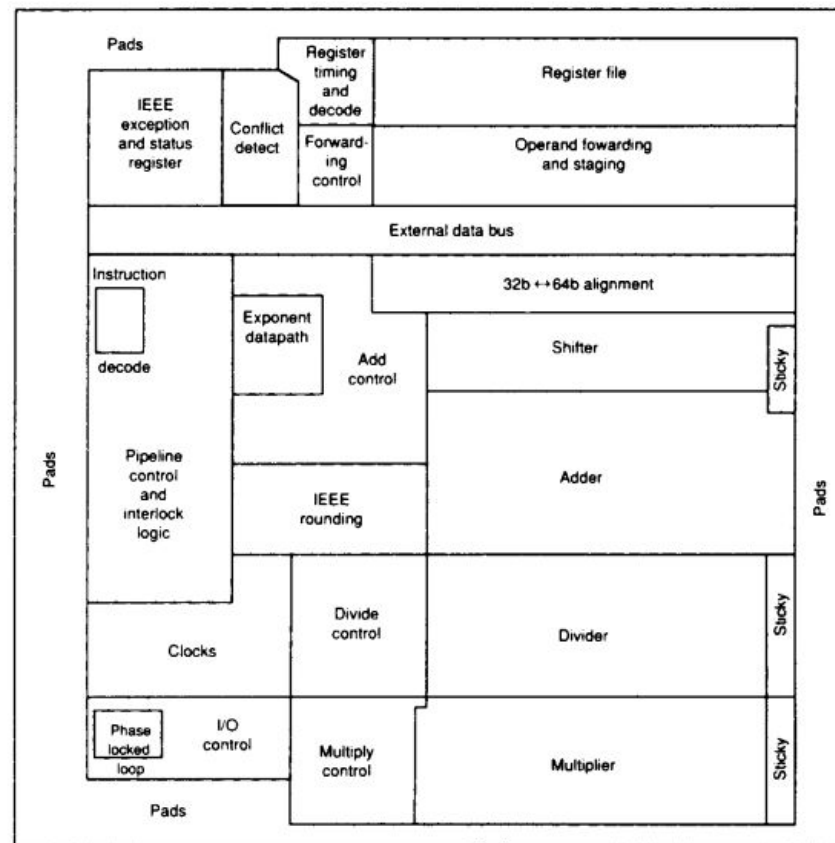 Pads
Register
timing
and
decode
Register file
IEEE
exception
and status
register
Conflict
detect
Forward-
ing
control
Operand fowarding
and staging
External data bus
Instruction
decode
Exponent
datapath
Add
control
32b ↔ 64b alignment
Shifter
Sticky
Pads
Pipeline
control
and
interlock
logic
IEEE
rounding
Adder
Pads
Clocks
Divide
control
Divider
Sticky
Phase
locked
loop
I/O
control
Multiply
control
Multiplier
Sticky
Pads